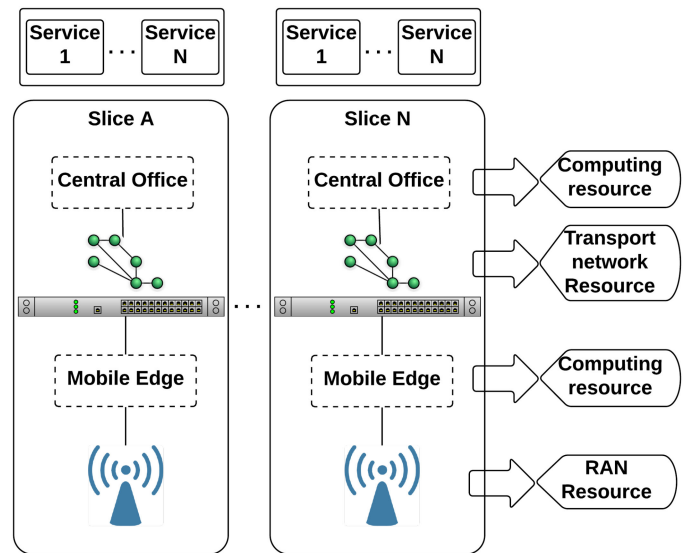 Service 1 . . . Service N
Service 1 . . . Service N
Slice A
Slice N
Central Office
Central Office
Computing
resource
Transport
network
Resource
. . .
Mobile Edge
Mobile Edge
Computing
resource
RAN
Resource